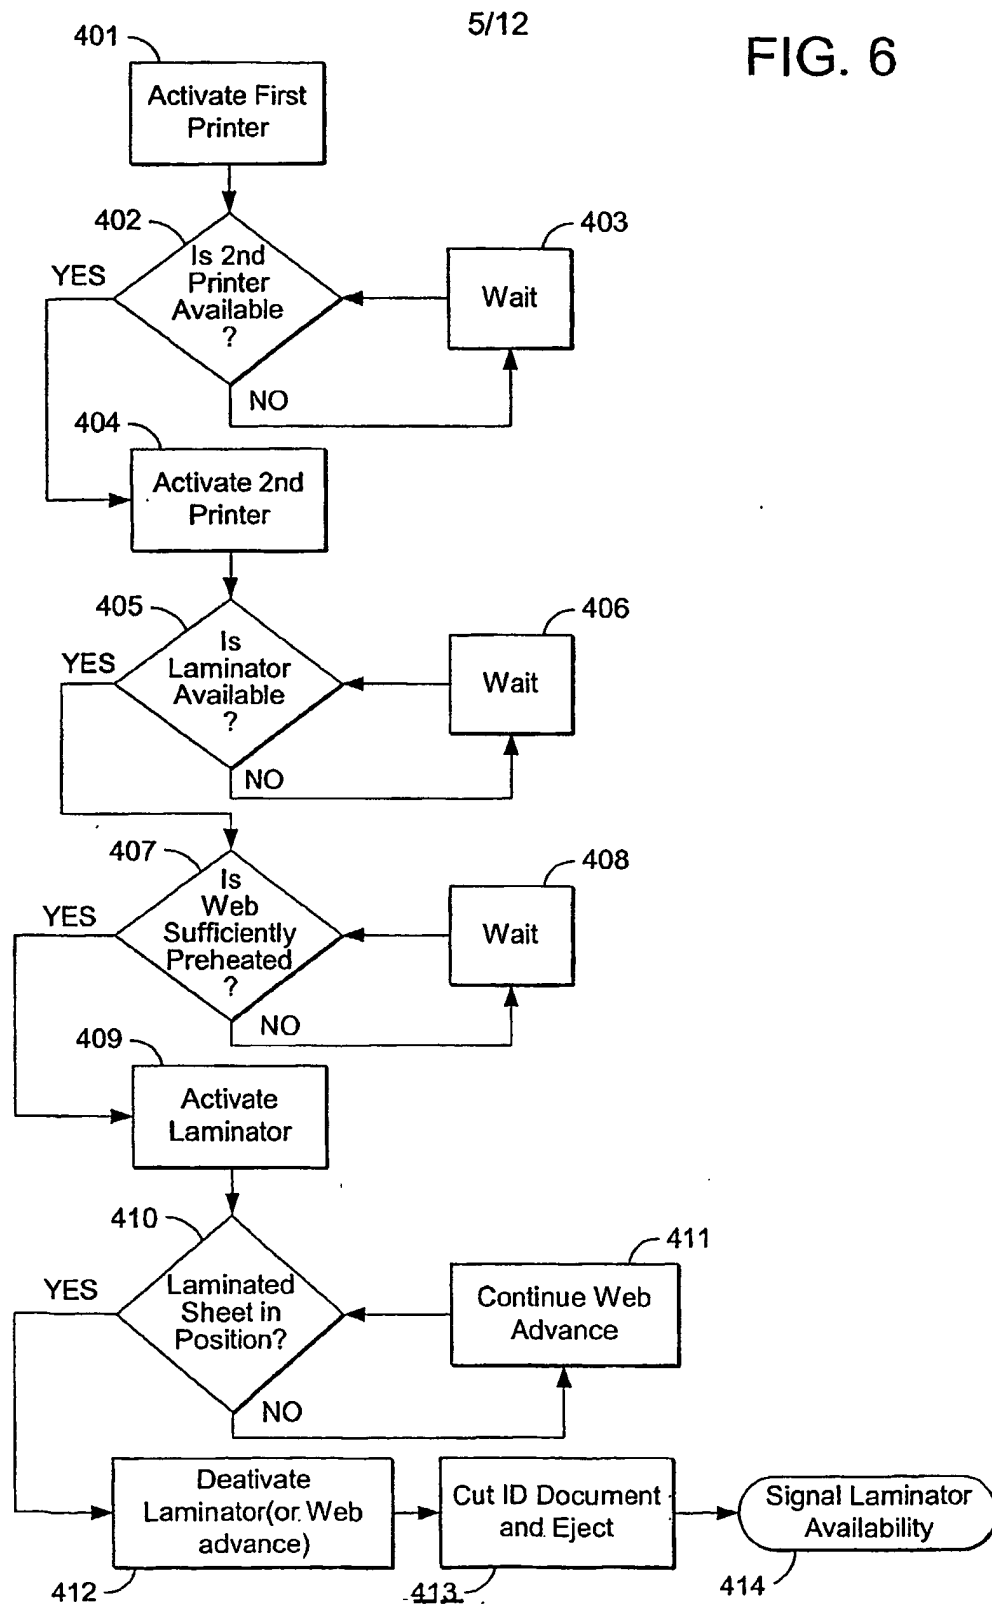 5/12
FIG. 6
401
Activate First
Printer
402
Is 2nd
Printer
Available
?
YES
NO
403
Wait
404
Activate 2nd
Printer
405
Is
Laminator
Available
?
YES
NO
406
Wait
407
Is
Web
Sufficiently
Preheated
?
YES
NO
408
Wait
409
Activate
Laminator
410
Laminated
Sheet in
Position?
YES
NO
411
Continue Web
Advance
Deativate
Laminator(or Web
advance)
412
Cut ID Document
and Eject
413
Signal Laminator
Availability
414